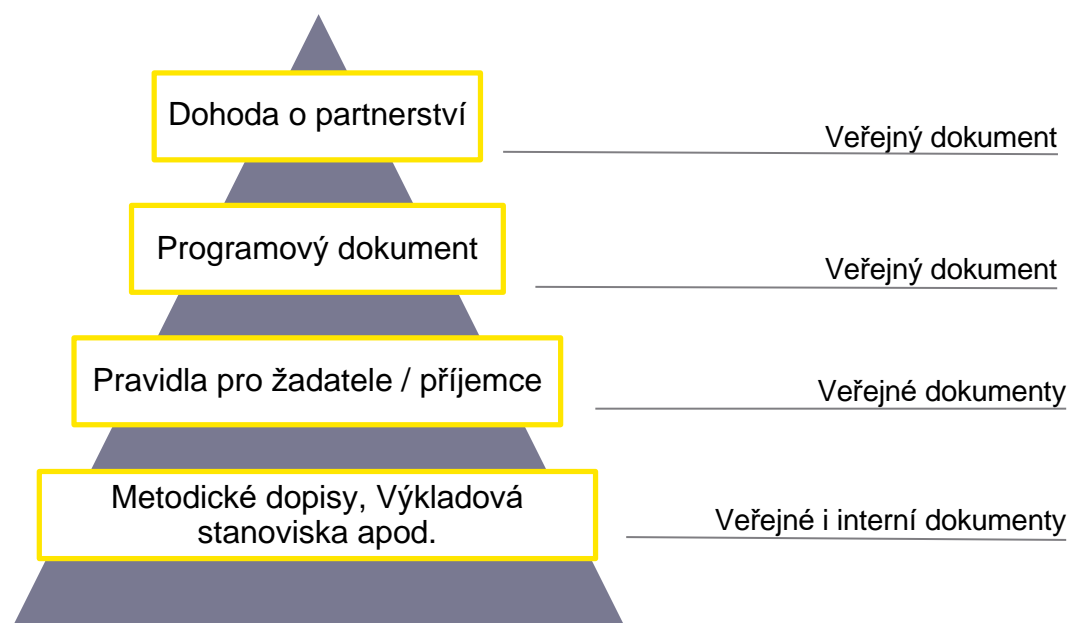 Dohoda o partnerství
Veřejný dokument
Programový dokument
Veřejný dokument
Pravidla pro žadatele / příjemce
Veřejné dokumenty
Metodické dopisy, Výkladová
stanoviska apod.
Veřejné i interní dokumenty